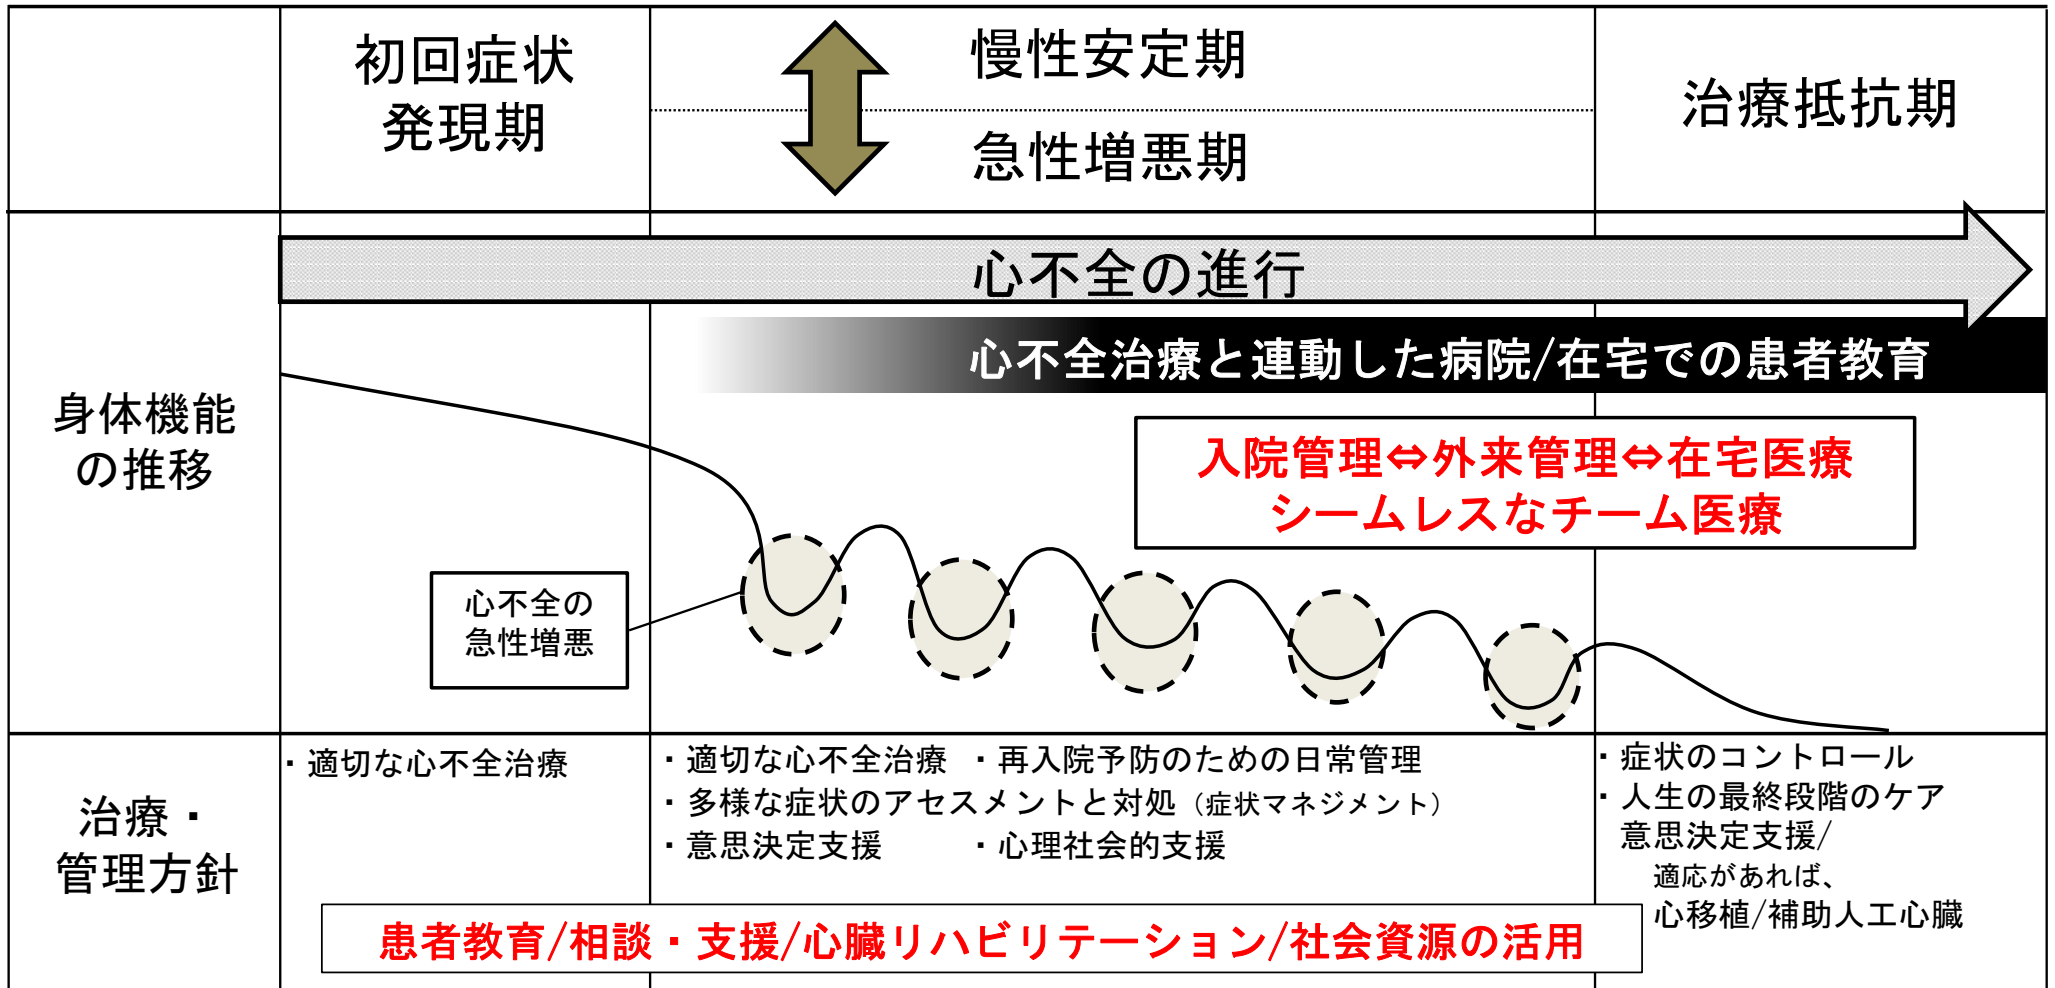 初回症状
発現期
慢性安定期
急性増悪期
治療抵抗期
身体機能
の推移
心不全の進行
心不全治療と連動した病院/在宅での患者教育
入院管理⇔外来管理⇔在宅医療
シームレスなチーム医療
心不全の
急性増悪
治療・
管理方針
・適切な心不全治療
・適切な心不全治療 ・再入院予防のための日常管理
・多様な症状のアセスメントと対処（症状マネジメント）
・意思決定支援 ・心理社会的支援
・症状のコントロール
・人生の最終段階のケア
意思決定支援/
適応があれば、
心移植/補助人工心臓
患者教育/相談・支援/心臓リハビリテーション/社会資源の活用